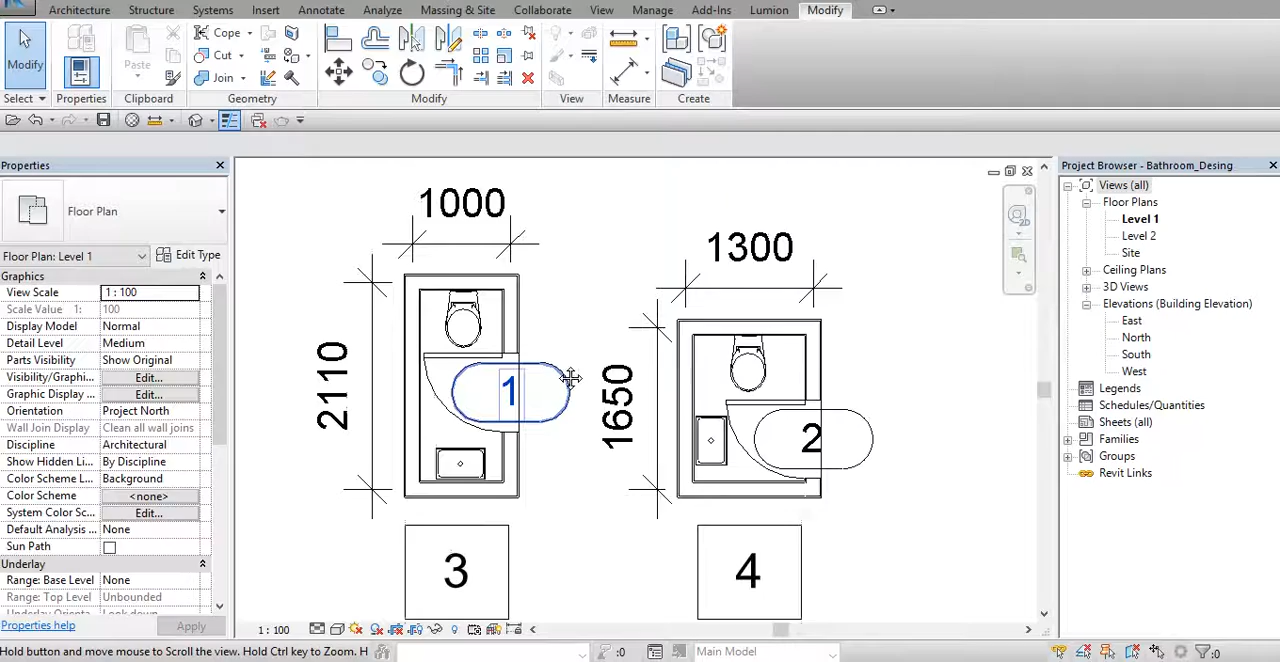 Architecture Structure Systems Insert Annotate Analyze Massing & Site Collaborate View Manage Add-Ins Lumion Modify
Cope
Cut
Join
Modify
Paste
Select Properties Clipboard Geometry Modify View Measure Create
Properties
Floor Plan
Floor Plan: Level 1 Edit Type
Graphics
View Scale 1 : 100
Scale Value 1: 100
Display Model Normal
Detail Level Medium
Parts Visibility Show Original
Visibility/Graphi... Edit...
Graphic Display ... Edit...
Orientation Project North
Wall Join Display Clean all wall joins
Discipline Architectural
Show Hidden Lines By Discipline
Color Scheme L... Background
Color Scheme <none>
System Color Sc... Edit...
Default Analysis ... None
Sun Path
Underlay
Range: Base Level None
Range: Top Level Unbounded
Underlay Orienta... Look down
Properties help Apply
1000
1300
2110
1650
1
2
3
4
2D
1 : 100
Project Browser - Bathroom_Desing
Views (all)
Floor Plans
Level 1
Level 2
Site
Ceiling Plans
3D Views
Elevations (Building Elevation)
East
North
South
West
Legends
Schedules/Quantities
Sheets (all)
Families
Groups
Revit Links
Hold button and move mouse to Scroll the view. Hold Ctrl key to Zoom. H
:0
Main Model
:0